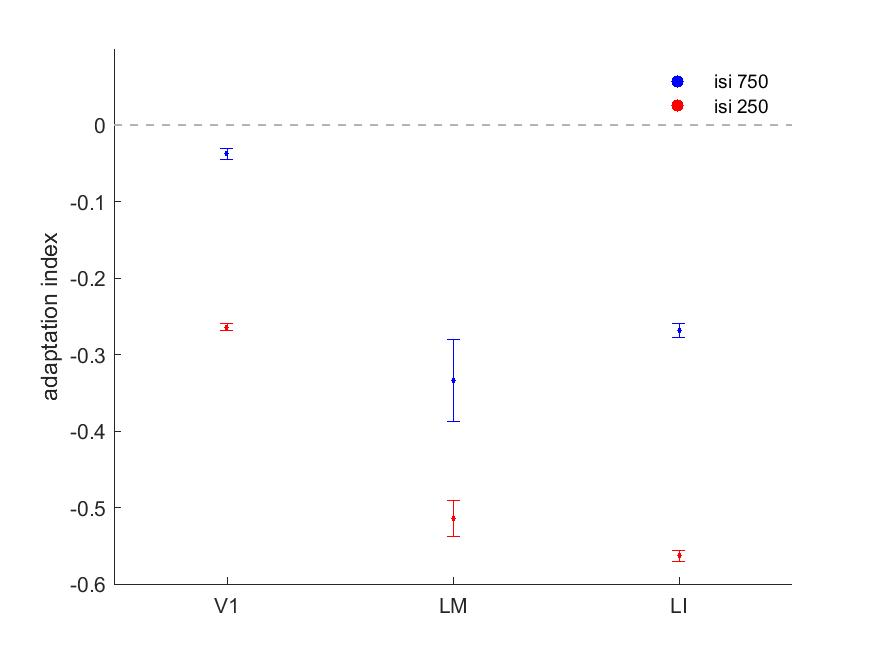 isi 750
isi 250
0
-0.1
-0.2
-0.3
-0.4
-0.5
-0.6
adaptation index
V1
LM
LI